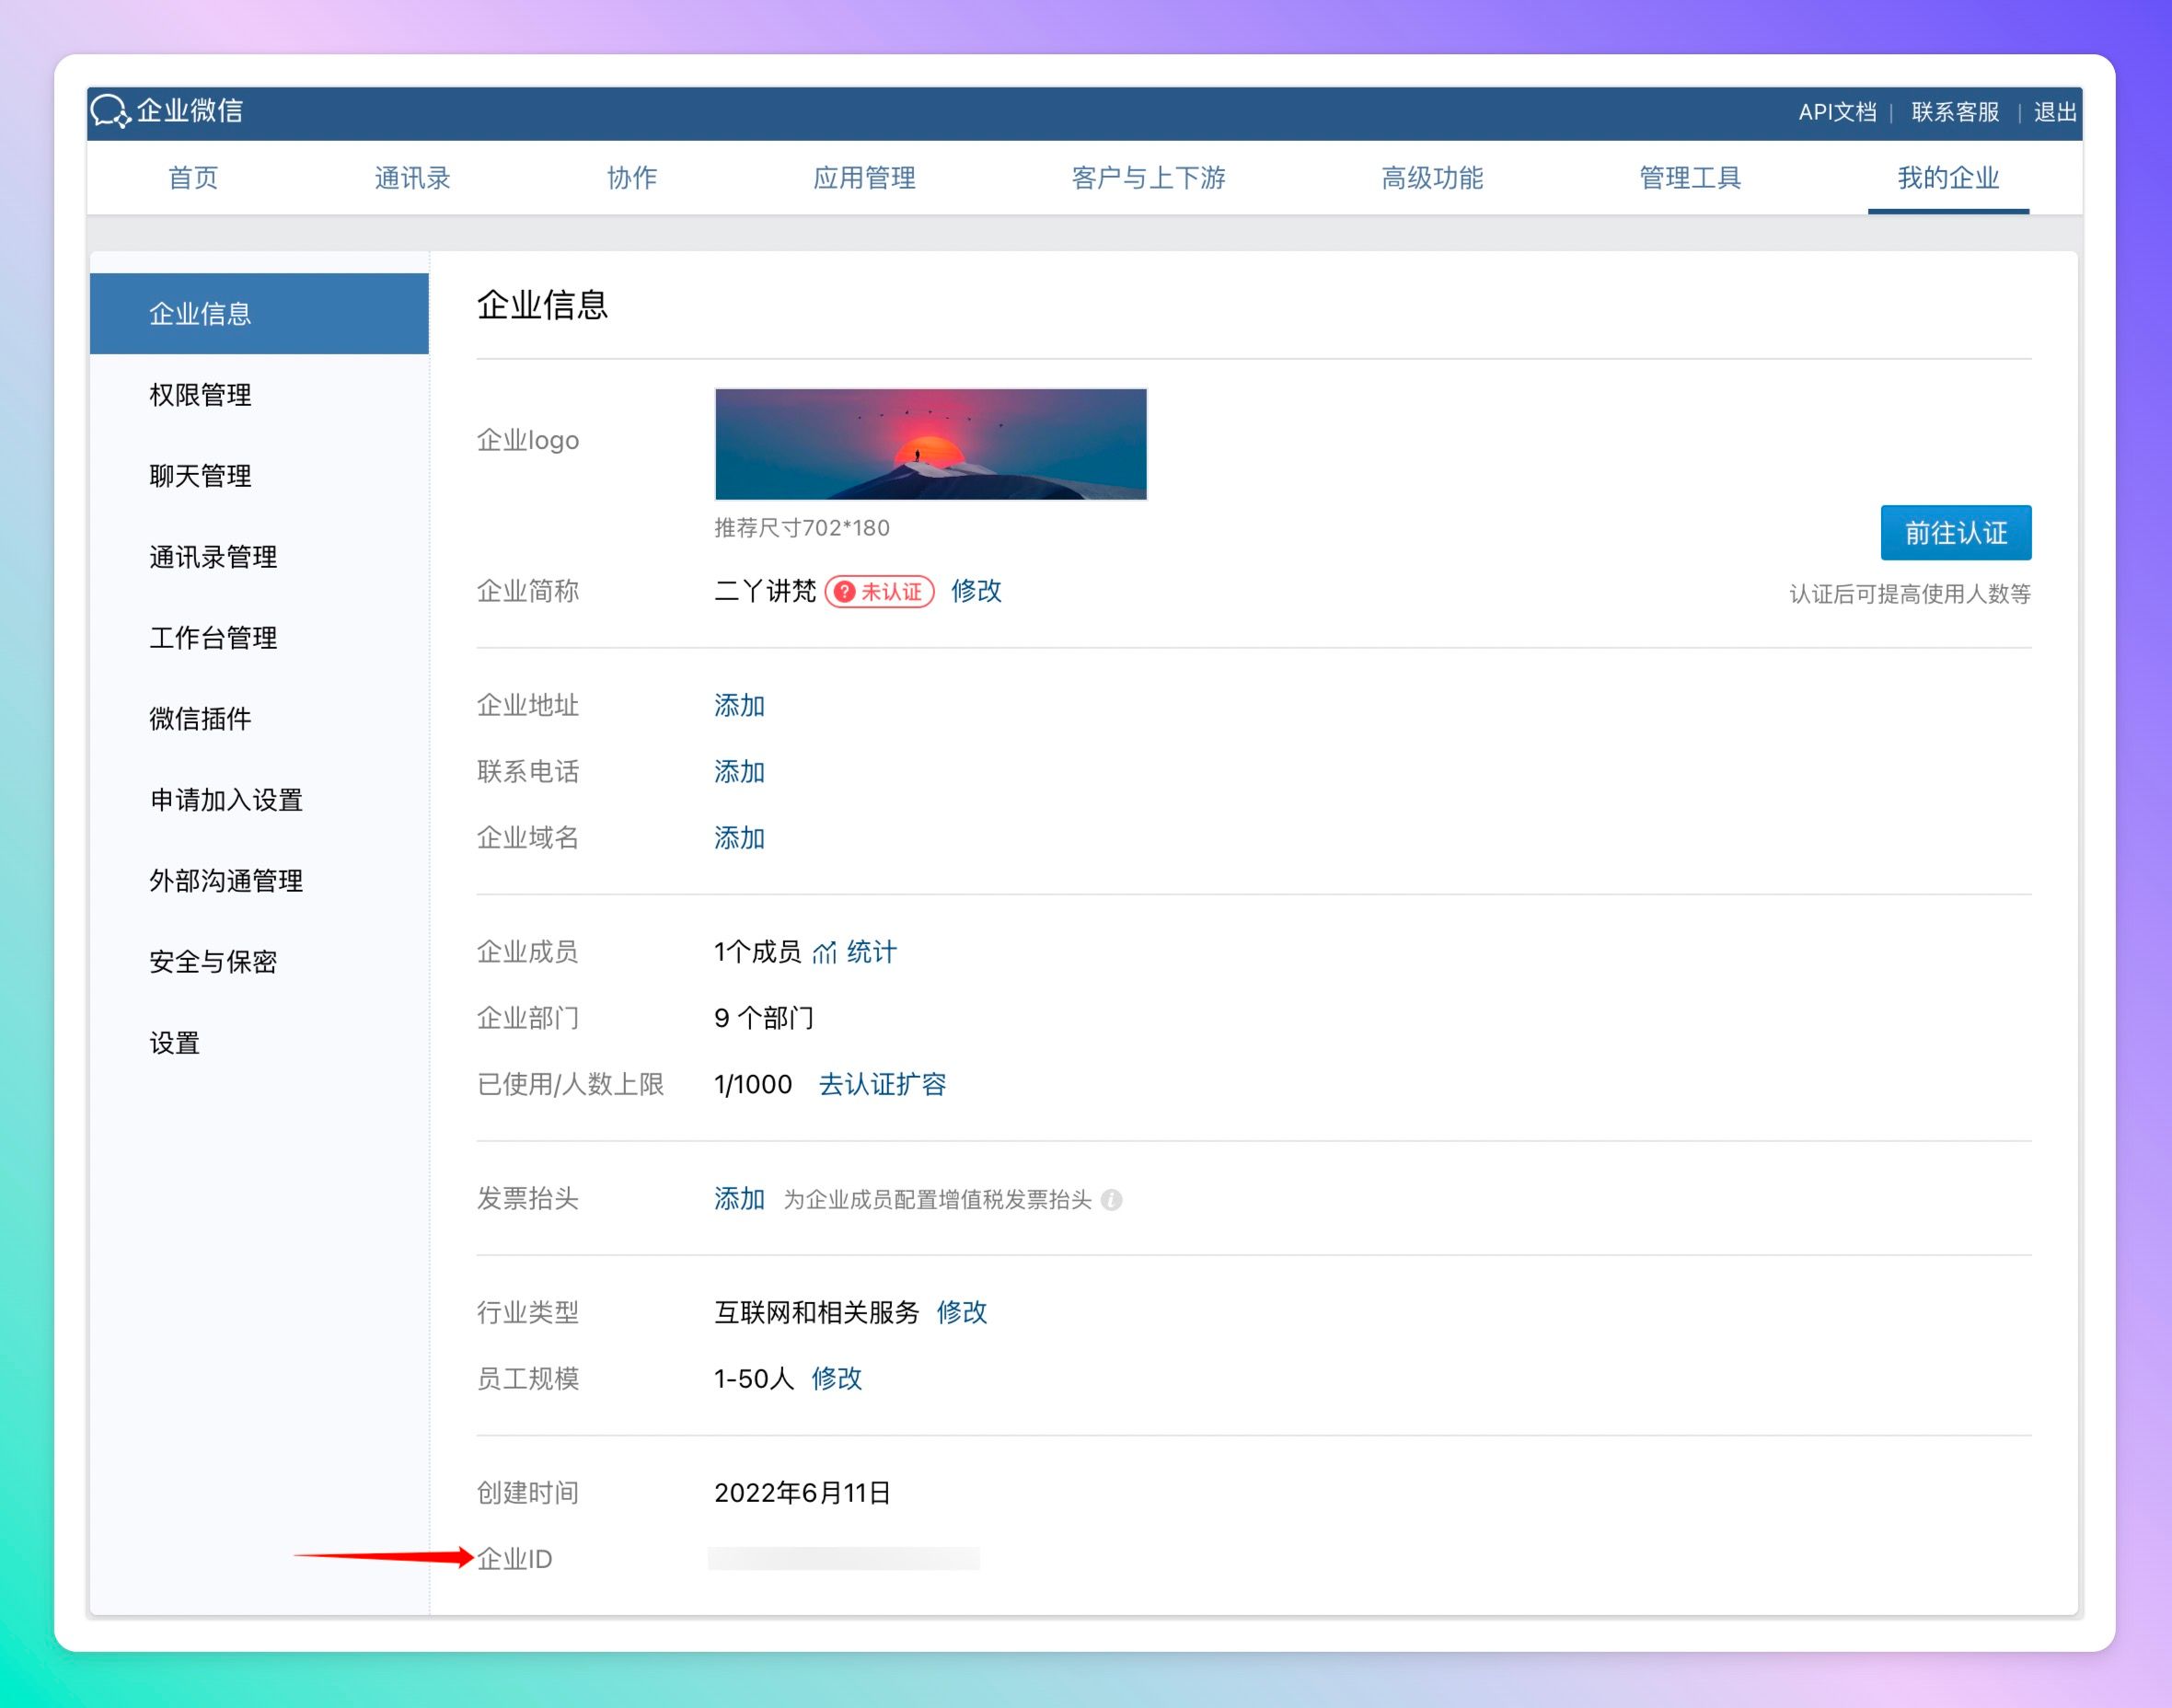 企业微信
API文档 | 联系客服 | 退出
首页 通讯录 协作 应用管理 客户与上下游 高级功能 管理工具 我的企业
企业信息
权限管理
聊天管理
通讯录管理
工作台管理
微信插件
申请加入设置
外部沟通管理
安全与保密
设置
企业信息
企业logo
推荐尺寸702*180
前往认证
企业简称 二丫讲梵 ? 未认证 修改
认证后可提高使用人数等
企业地址 添加
联系电话 添加
企业域名 添加
企业成员 1个成员 统计
企业部门 9 个部门
已使用/人数上限 1/1000 去认证扩容
发票抬头 添加 为企业成员配置增值税发票抬头 i
行业类型 互联网和相关服务 修改
员工规模 1-50人 修改
创建时间 2022年6月11日
企业ID